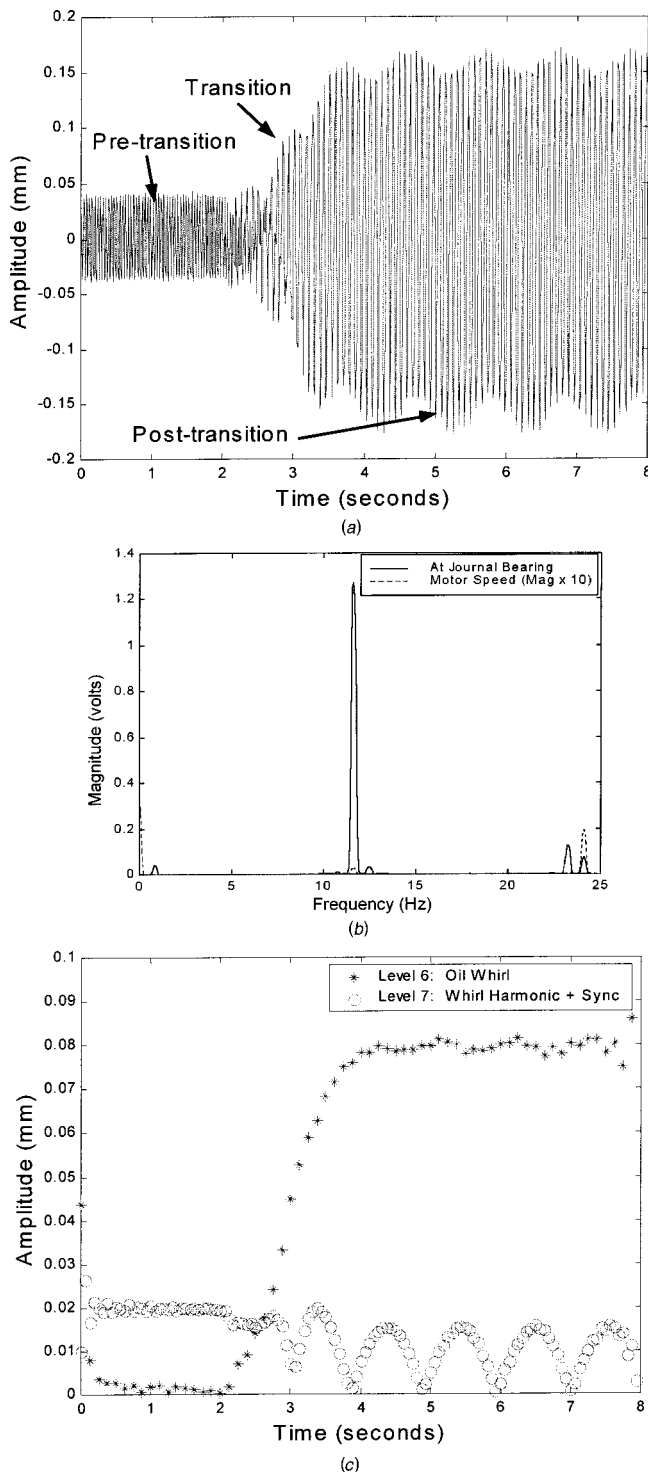 0.2
0.15
0.1
0.05
0
-0.05
-0.1
-0.15
-0.2
Amplitude (mm)
Transition
Pre-transition
Post-transition
0 1 2 3 4 5 6 7 8
Time (seconds)
(a)
1.4
1.2
1.0
0.8
0.6
0.4
0.2
0
Magnitude (volts)
At Journal Bearing
Motor Speed (Mag x 10)
0 5 10 15 20 25
Frequency (Hz)
(b)
0.1
0.09
0.08
0.07
0.06
0.05
0.04
0.03
0.02
0.01
0
Amplitude (mm)
Level 6: Oil Whirl
Level 7: Whirl Harmonic + Sync
0 1 2 3 4 5 6 7 8
Time (seconds)
(c)